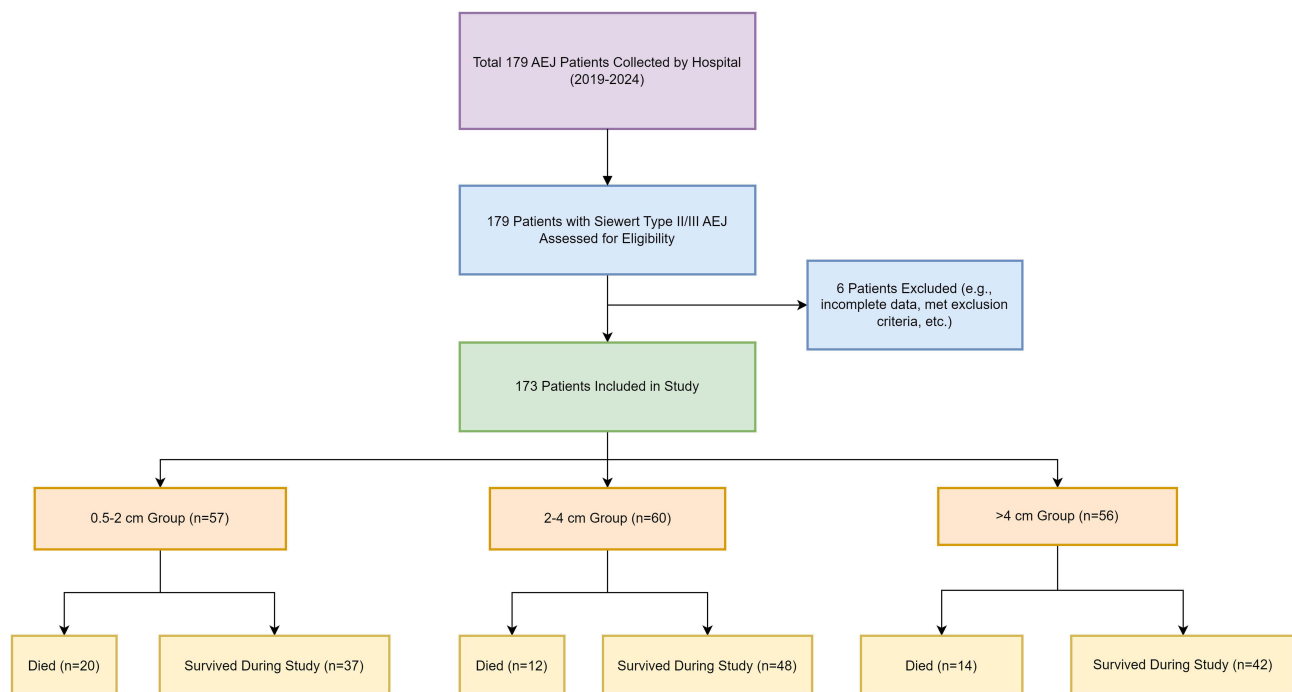 Total 179 AEJ Patients Collected by Hospital
(2019-2024)
179 Patients with Siewert Type II/III AEJ
Assessed for Eligibility
6 Patients Excluded (e.g.,
incomplete data, met exclusion
criteria, etc.)
173 Patients Included in Study
0.5-2 cm Group (n=57)
2-4 cm Group (n=60)
>4 cm Group (n=56)
Died (n=20)
Survived During Study (n=37)
Died (n=12)
Survived During Study (n=48)
Died (n=14)
Survived During Study (n=42)